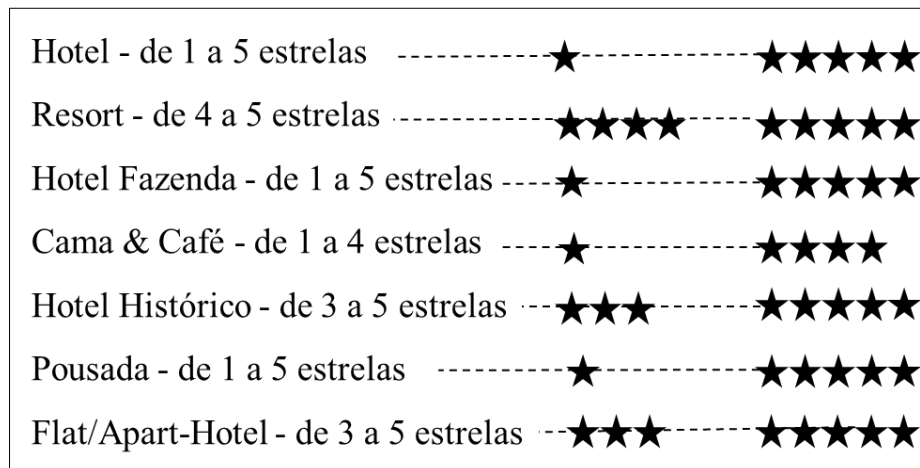 Hotel - de 1 a 5 estrelas ------------ ★ ------------ ★★★★★
Resort - de 4 a 5 estrelas ------------ ★★★★ ------------ ★★★★★
Hotel Fazenda - de 1 a 5 estrelas ------------ ★ ------------ ★★★★★
Cama & Café - de 1 a 4 estrelas ------------ ★ ------------ ★★★★
Hotel Histórico - de 3 a 5 estrelas ------------ ★★★ ------------ ★★★★★
Pousada - de 1 a 5 estrelas ------------ ★ ------------ ★★★★★
Flat/Apart-Hotel - de 3 a 5 estrelas ------------ ★★★ ------------ ★★★★★